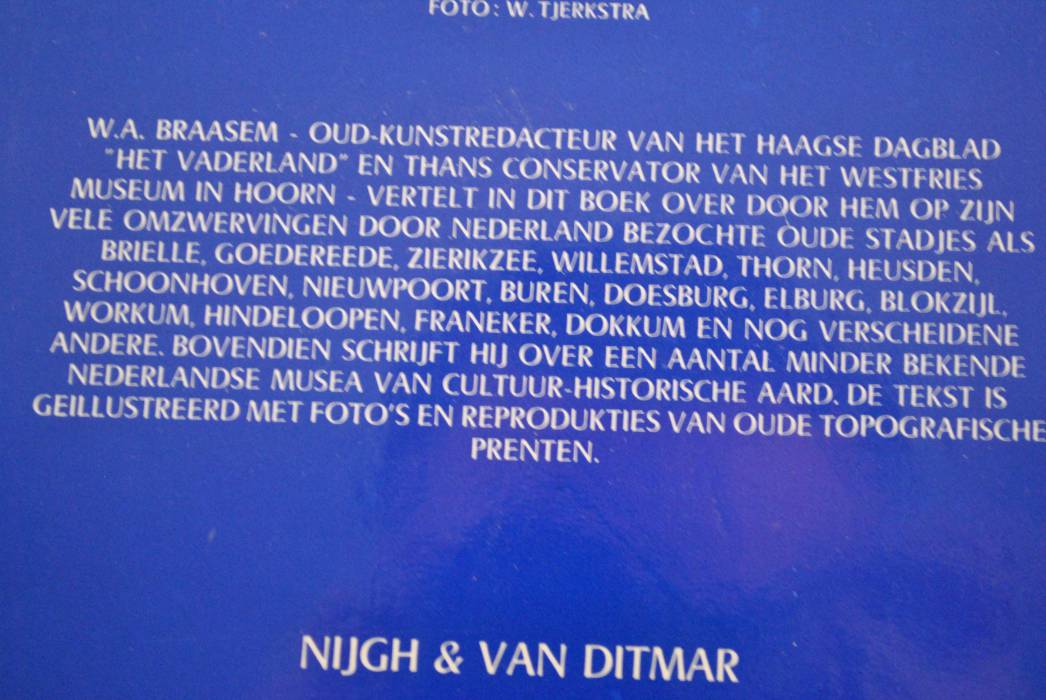 FOTO: W. TJERKSTRA
W.A. BRAASEM - OUD-KUNSTREDACTEUR VAN HET HAAGSE DAGBLAD
"HET VADERLAND" EN THANS CONSERVATOR VAN HET WESTFRIES
MUSEUM IN HOORN - VERTELT IN DIT BOEK OVER DOOR HEM OP ZIJN
VELE OMZWERVINGEN DOOR NEDERLAND BEZOCHTE OUDE STADJES ALS
BRIELLE, GOEDEREEDE, ZIERIKZEE, WILLEMSTAD, THORN, HEUSDEN,
SCHOONHOVEN, NIEUWPOORT, BUREN, DOESBURG, ELBURG, BLOKZIJL,
WORKUM, HINDELOOPEN, FRANEKER, DOKKUM EN NOG VERSCHEIDENE
ANDERE. BOVENDIEN SCHRIJFT HIJ OVER EEN AANTAL MINDER BEKENDE
NEDERLANDSE MUSEA VAN CULTUUR-HISTORISCHE AARD. DE TEKST IS
GEILLUSTREERD MET FOTO'S EN REPRODUKTIES VAN OUDE TOPOGRAFISCHE
PRENTEN.
NIJGH & VAN DITMAR